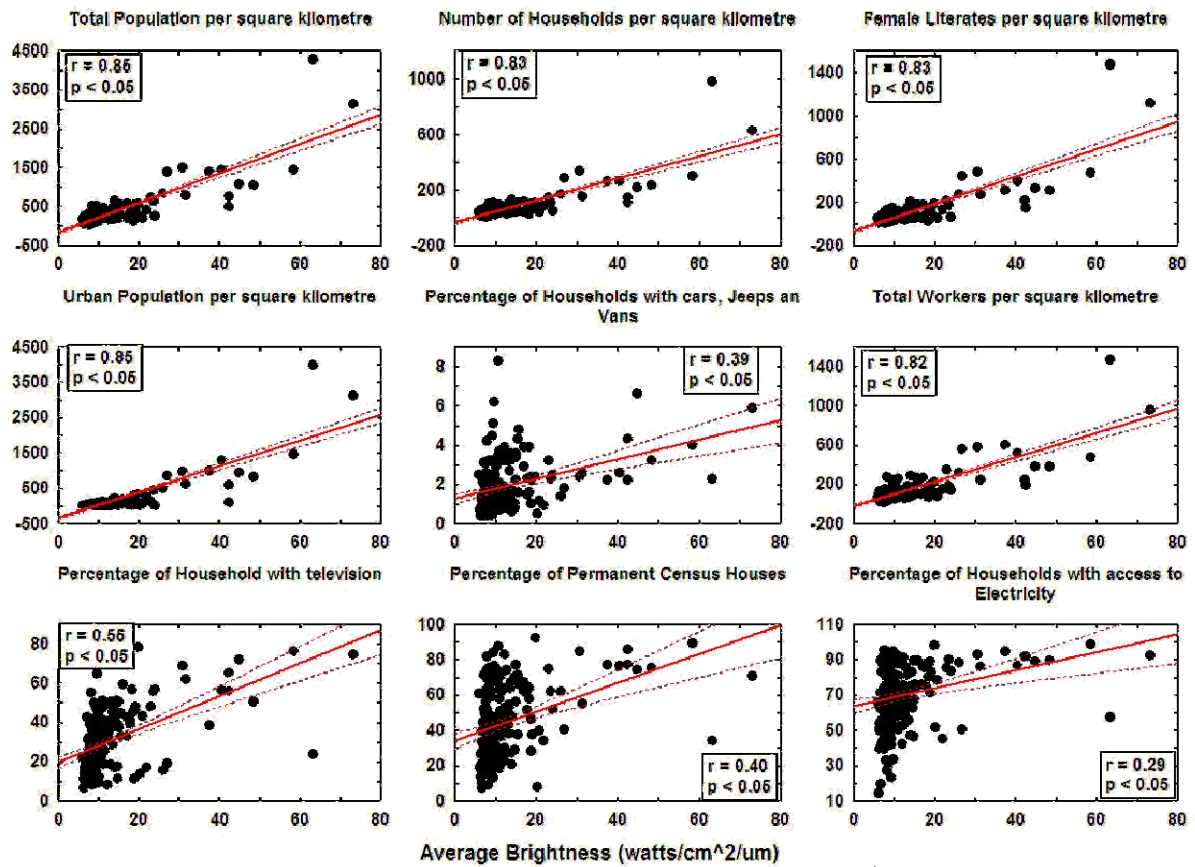 Total Population per square kilometre
Number of Households per square kilometre
Female Literates per square kilometre
4500
3500
2500
1500
500
-500
r = 0.85
p < 0.05
0 20 40 60 80
1000
600
200
-200
r = 0.83
p < 0.05
0 20 40 60 80
1400
1000
600
200
-200
r = 0.83
p < 0.05
0 20 40 60 80
Urban Population per square kilometre
Percentage of Households with cars, Jeeps an
Vans
Total Workers per square kilometre
4500
3500
2500
1500
500
-500
r = 0.85
p < 0.05
0 20 40 60 80
8
6
4
2
0
r = 0.39
p < 0.05
0 20 40 60 80
1400
1000
600
200
-200
r = 0.82
p < 0.05
0 20 40 60 80
Percentage of Household with television
Percentage of Permanent Census Houses
Percentage of Households with access to
Electricity
80
60
40
20
0
r = 0.55
p < 0.05
0 20 40 60 80
100
80
60
40
20
0
r = 0.40
p < 0.05
0 20 40 60 80
110
90
70
50
30
10
r = 0.29
p < 0.05
0 20 40 60 80
Average Brightness (watts/cm^2/um)